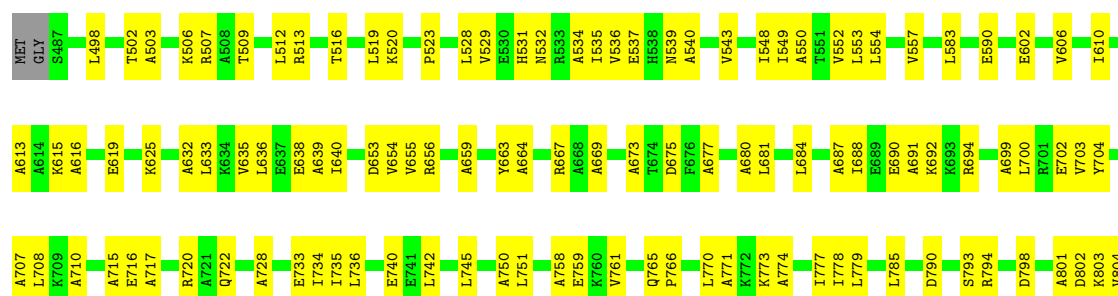 MET GLY S487 L498 T502 A503 K506 R507 A508 T509 L512 R513 T516 L519 K520 P523 L528 V529 E530 H531 N532 R533 A534 I535 V536 E537 H538 N539 A540 V543 I548 I549 A550 T551 V552 L553 L554 V557 L583 E590 E602 V606 I610
A613 A614 K615 A616 E619 K625 A632 L633 K634 V635 L636 E637 E638 A639 I640 D653 V654 V655 R656 A659 Y663 A664 R667 A668 A669 A673 T674 D675 F676 A677 A680 L681 L684 A687 I688 E689 E690 A691 K692 K693 R694 A699 L700 R701 E702 V703 Y704
A707 L708 K709 A710 A715 E716 A717 R720 A721 Q722 A728 E733 I734 I735 L736 E740 E741 L742 L745 A750 L751 A758 E759 K760 V761 Q765 P766 L770 A771 K772 K773 A774 I777 I778 L779 L785 D790 S793 R794 D798 A801 D802 K803